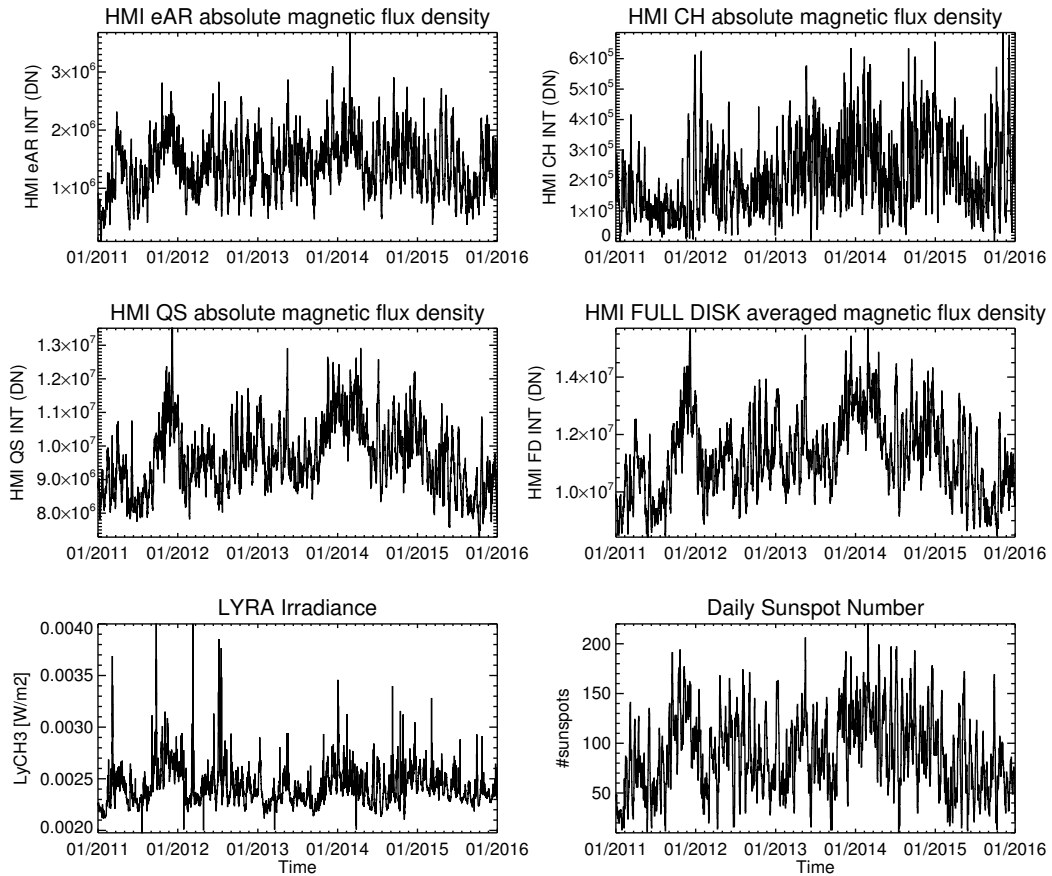 HMI eAR absolute magnetic flux density
HMI eAR INT (DN)
3×10⁶
2×10⁶
1×10⁶
01/2011 01/2012 01/2013 01/2014 01/2015 01/2016
HMI CH absolute magnetic flux density
HMI CH INT (DN)
6×10⁵
5×10⁵
4×10⁵
3×10⁵
2×10⁵
1×10⁵
0
01/2011 01/2012 01/2013 01/2014 01/2015 01/2016
HMI QS absolute magnetic flux density
HMI QS INT (DN)
1.3×10⁷
1.2×10⁷
1.1×10⁷
1.0×10⁷
9.0×10⁶
8.0×10⁶
01/2011 01/2012 01/2013 01/2014 01/2015 01/2016
HMI FULL DISK averaged magnetic flux density
HMI FD INT (DN)
1.4×10⁷
1.2×10⁷
1.0×10⁷
01/2011 01/2012 01/2013 01/2014 01/2015 01/2016
LYRA Irradiance
LyCH3 [W/m2]
0.0040
0.0035
0.0030
0.0025
0.0020
01/2011 01/2012 01/2013 01/2014 01/2015 01/2016
Time
Daily Sunspot Number
#sunspots
200
150
100
50
01/2011 01/2012 01/2013 01/2014 01/2015 01/2016
Time